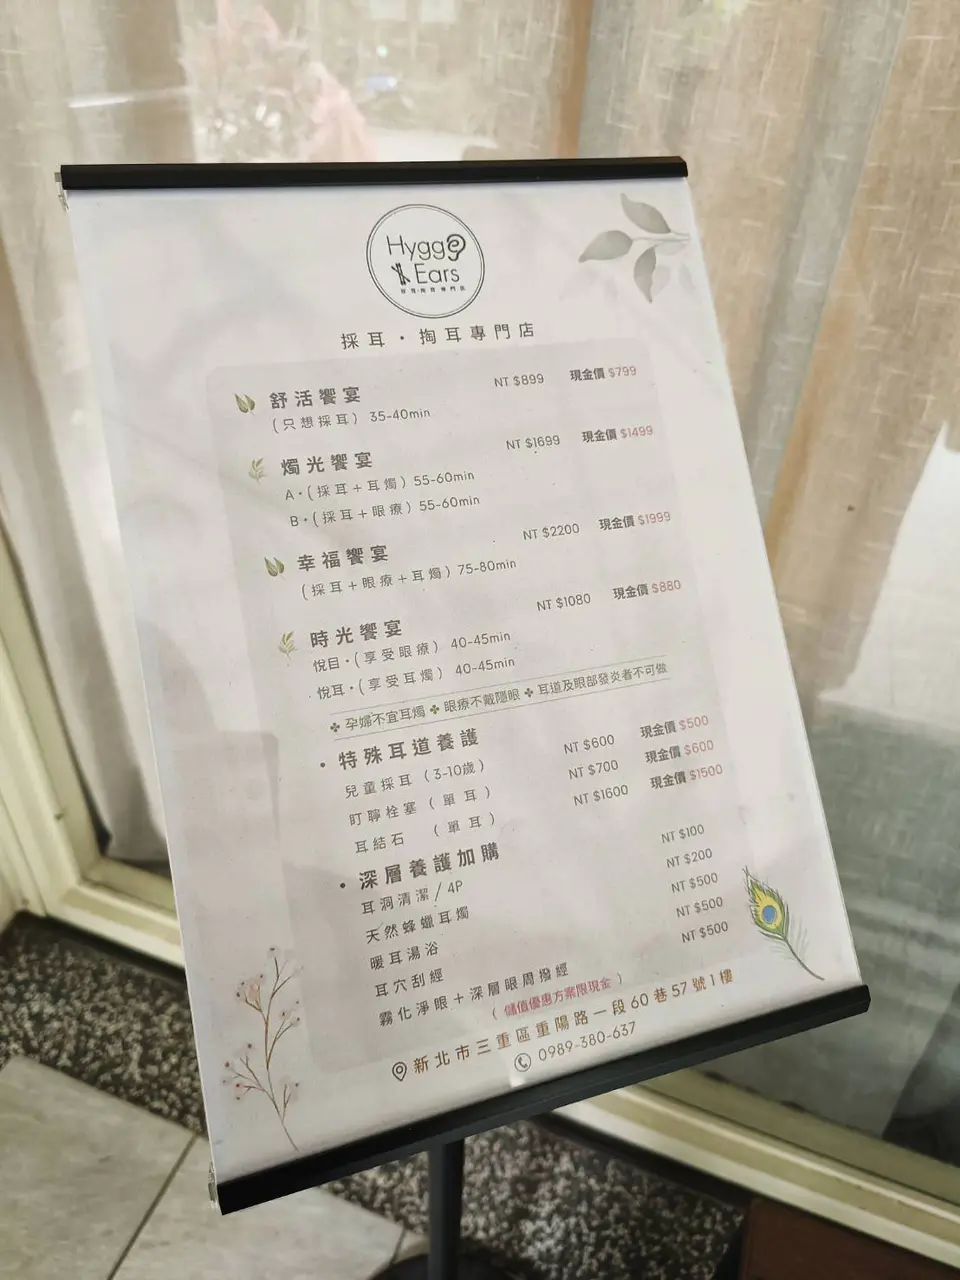 Hygge
Ears
採耳・掏耳專門店
舒活饗宴 NT $899 現金價 $799
(只想採耳) 35-40min
燭光饗宴 NT $1699 現金價 $1499
A・(採耳+耳燭) 55-60min
B・(採耳+眼療) 55-60min
幸福饗宴 NT $2200 現金價 $1999
(採耳+眼療+耳燭) 75-80min
時光饗宴 NT $1080 現金價 $880
悅目・(享受眼療) 40-45min
悅耳・(享受耳燭) 40-45min
✤ 孕婦不宜耳燭 ✤ 眼療不戴隱眼 ✤ 耳道及眼部發炎者不可做
・特殊耳道養護
兒童採耳 (3-10歲) NT $600 現金價 $500
盯聹栓塞 (單耳) NT $700 現金價 $600
耳結石 (單耳) NT $1600 現金價 $1500
・深層養護加購
耳洞清潔/4P NT $100
天然蜂蠟耳燭 NT $200
暖耳湯浴 NT $500
耳穴刮經 NT $500
霧化淨眼+深層眼周撥經 NT $500
(儲值優惠方案限現金)
新北市三重區重陽路一段60巷57號1樓
0989-380-637